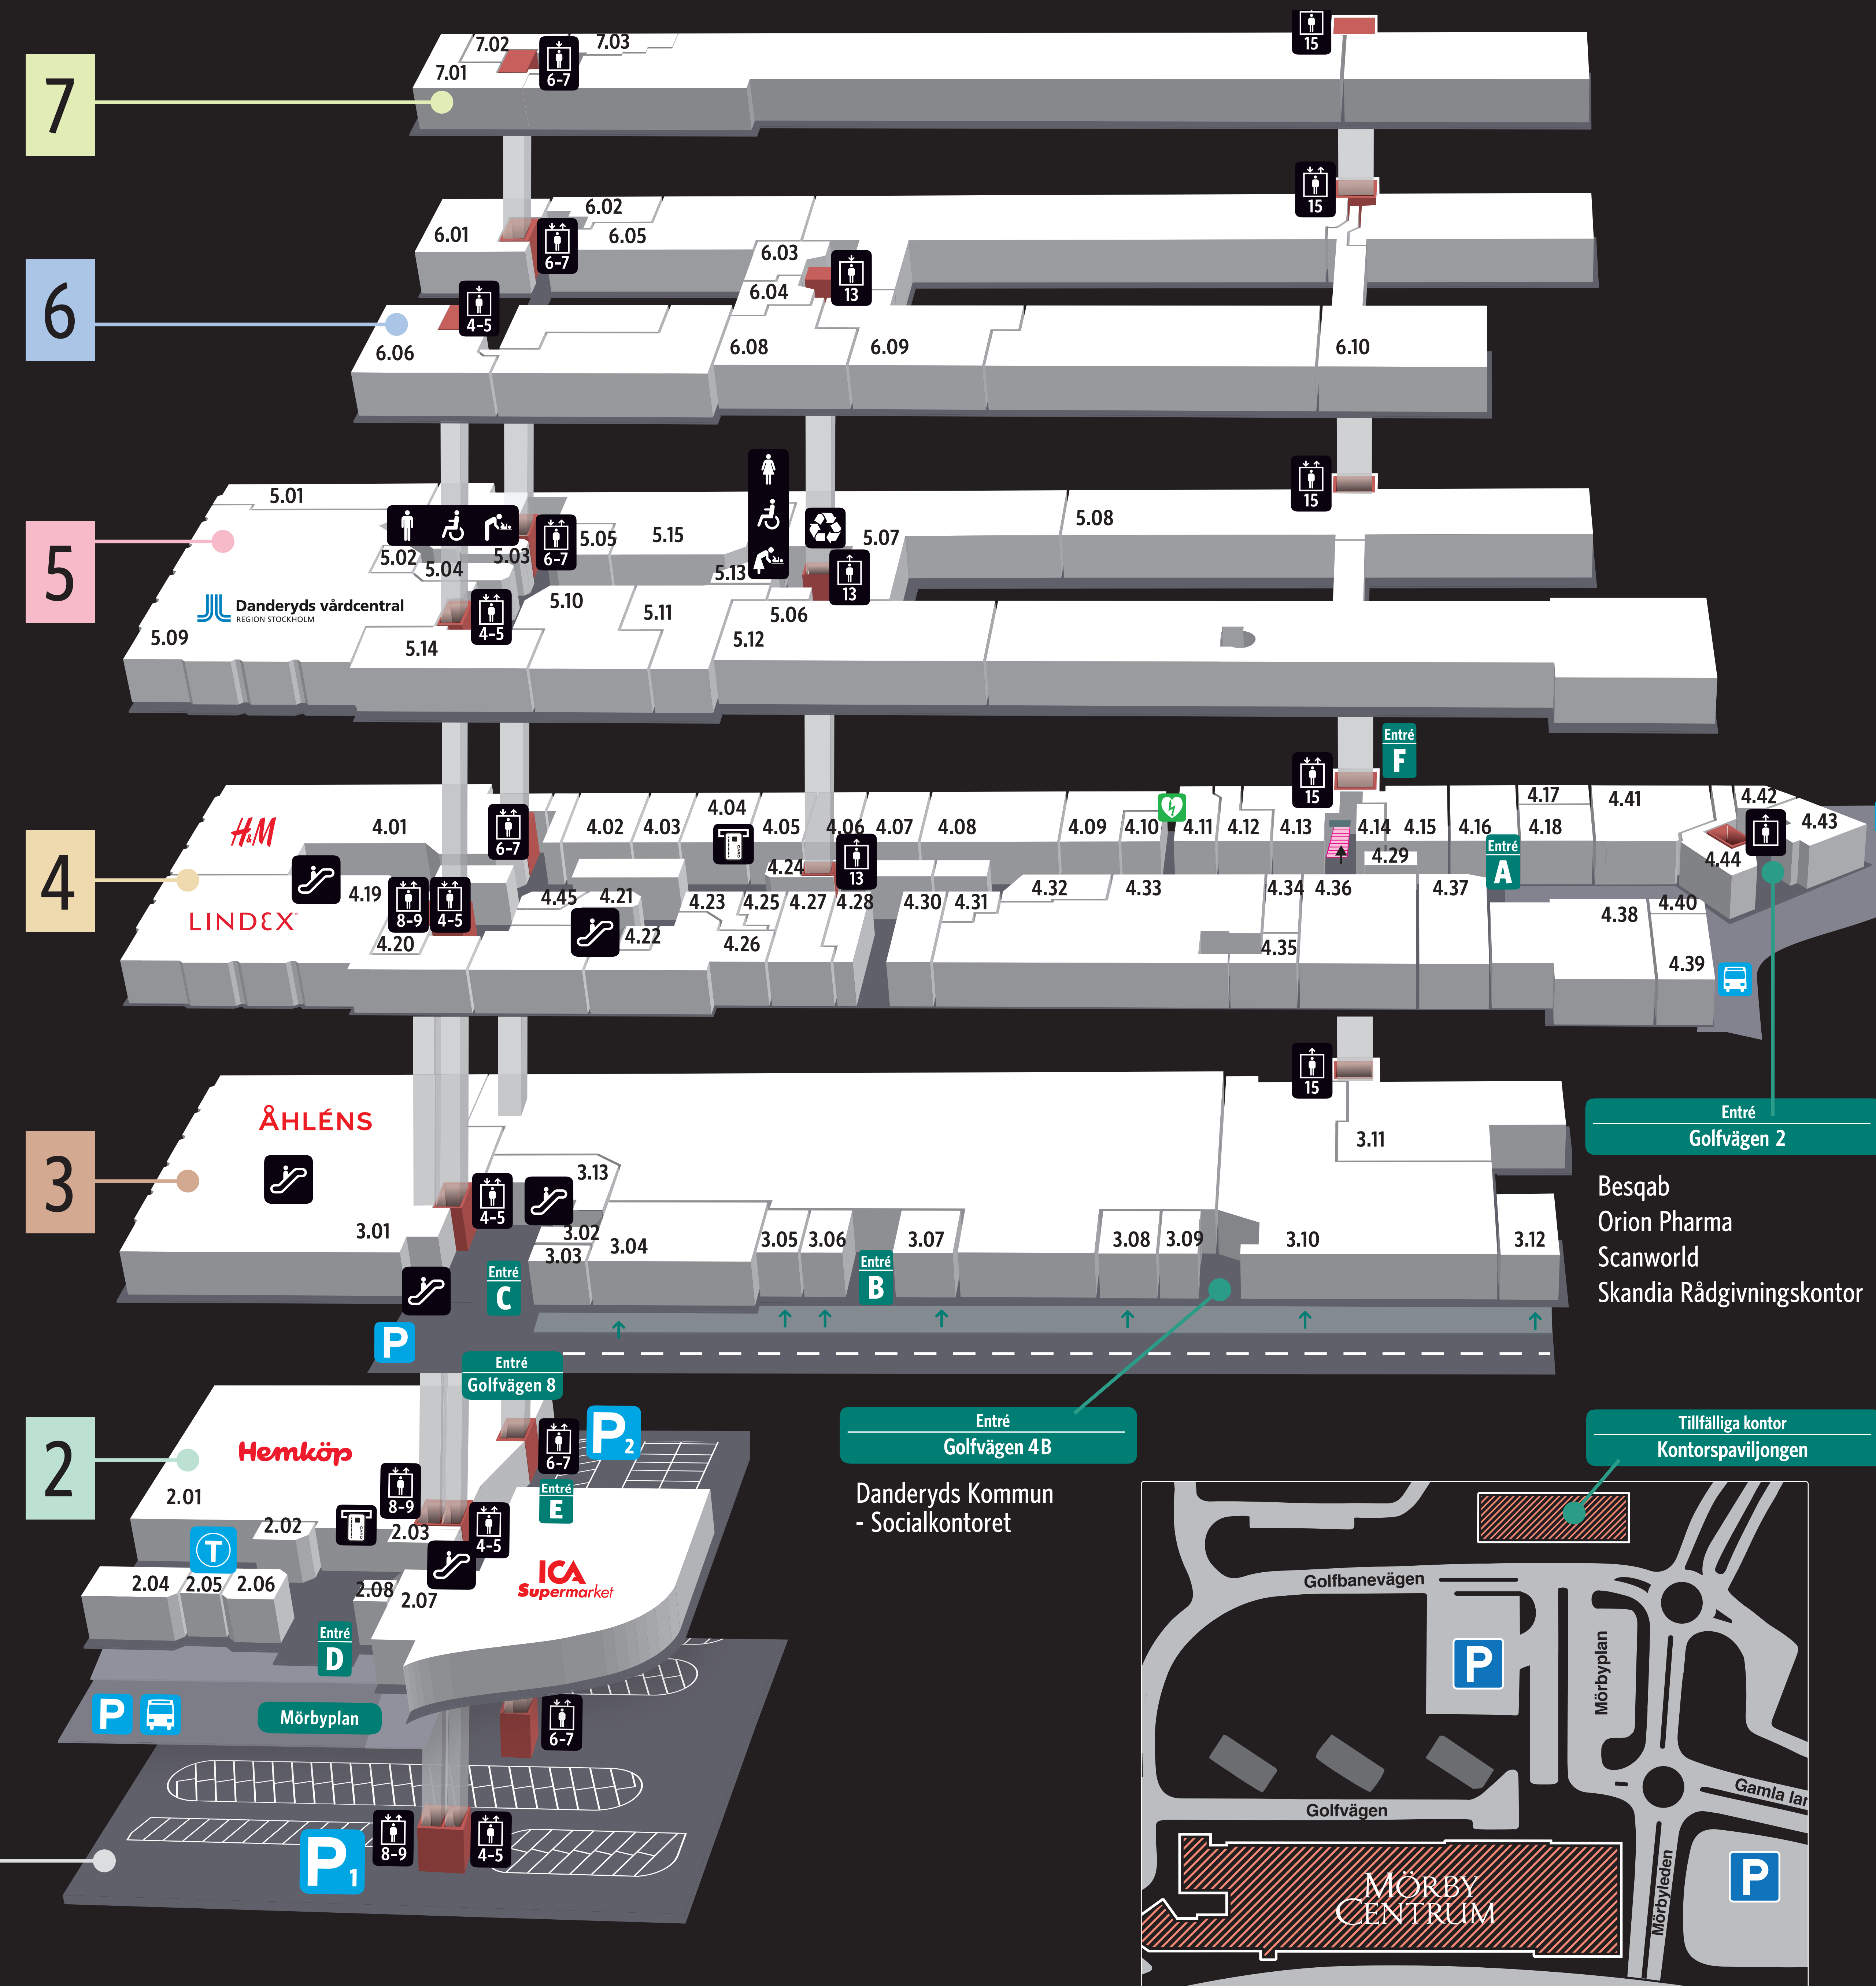 7
7.02
7.03
7.01
6-7
15
6
6.02
6.01
6.05
6-7
15
6.03
6.04
13
4-5
6.06
6.08
6.09
6.10
5
5.01
5.02
5.03
5.04
6-7
5.05
5.15
5.07
5.08
15
5.13
13
Danderyds vårdcentral
REGION STOCKHOLM
4-5
5.10
5.11
5.06
5.12
5.09
5.14
4
Entré
F
15
H&M
4.01
6-7
4.02
4.03
4.04
4.05
4.06
4.07
4.08
4.09
4.10
4.11
4.12
4.13
4.14
4.15
4.16
4.17
4.18
4.41
4.42
4.43
4.44
4.24
13
4.29
Entré
A
LINDEX
4.19
8-9
4-5
4.20
4.45
4.21
4.22
4.23
4.25
4.26
4.27
4.28
4.30
4.31
4.32
4.33
4.34
4.35
4.36
4.37
4.38
4.40
4.39
3
ÅHLÉNS
15
3.11
3.13
4-5
3.01
3.02
3.03
3.04
3.05
3.06
3.07
3.08
3.09
3.10
3.12
Entré
C
Entré
B
P
Entré
Golfvägen 2
Besqab
Orion Pharma
Scanworld
Skandia Rådgivningskontor
Entré
Golfvägen 8
Entré
Golfvägen 4B
Danderyds Kommun
- Socialkontoret
2
Hemköp
P2
6-7
Entré
E
2.01
8-9
4-5
2.02
2.03
T
2.04
2.05
2.06
2.08
2.07
ICA
Supermarket
Entré
D
P
Mörbyplan
6-7
P1
8-9
4-5
Tillfälliga kontor
Kontorspaviljongen
Golfbanevägen
P
Mörbyplan
Golfvägen
Gamla lan
Mörbyleden
P
MÖRBY
CENTRUM